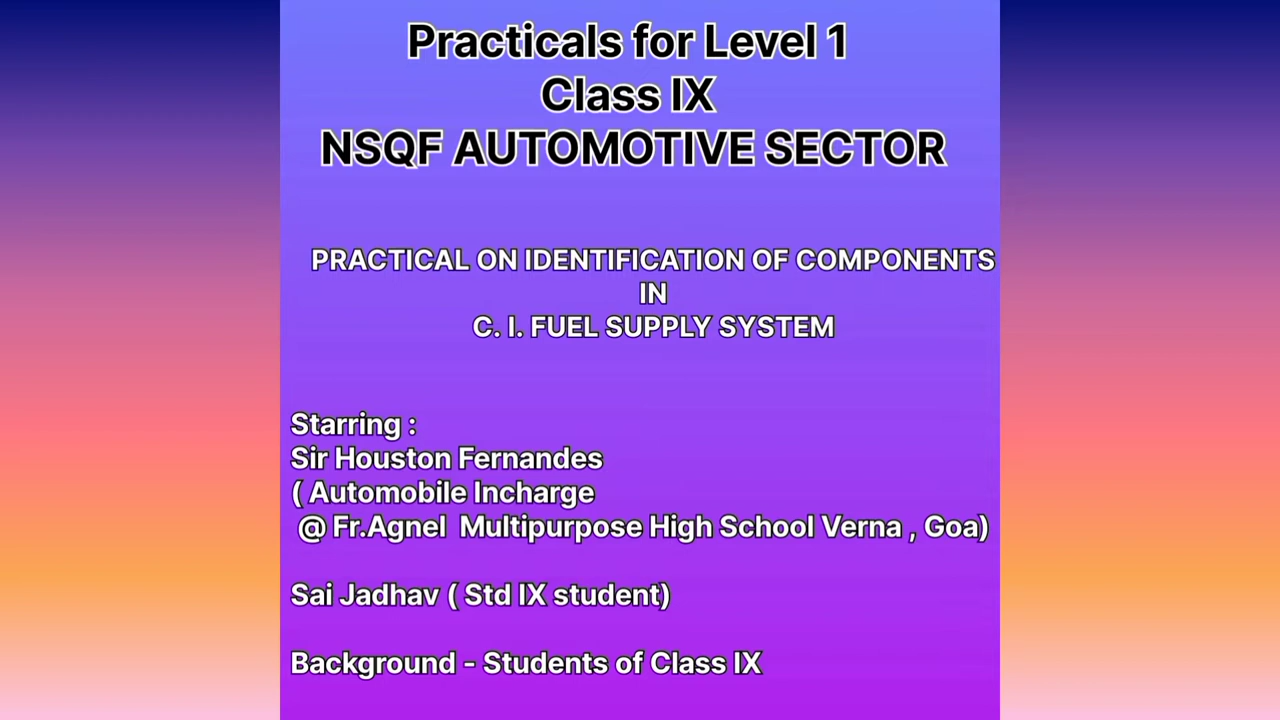 Practicals for Level 1
Class IX
NSQF AUTOMOTIVE SECTOR
PRACTICAL ON IDENTIFICATION OF COMPONENTS
IN
C. I. FUEL SUPPLY SYSTEM
Starring :
Sir Houston Fernandes
( Automobile Incharge
@ Fr.Agnel Multipurpose High School Verna , Goa)
Sai Jadhav ( Std IX student)
Background - Students of Class IX